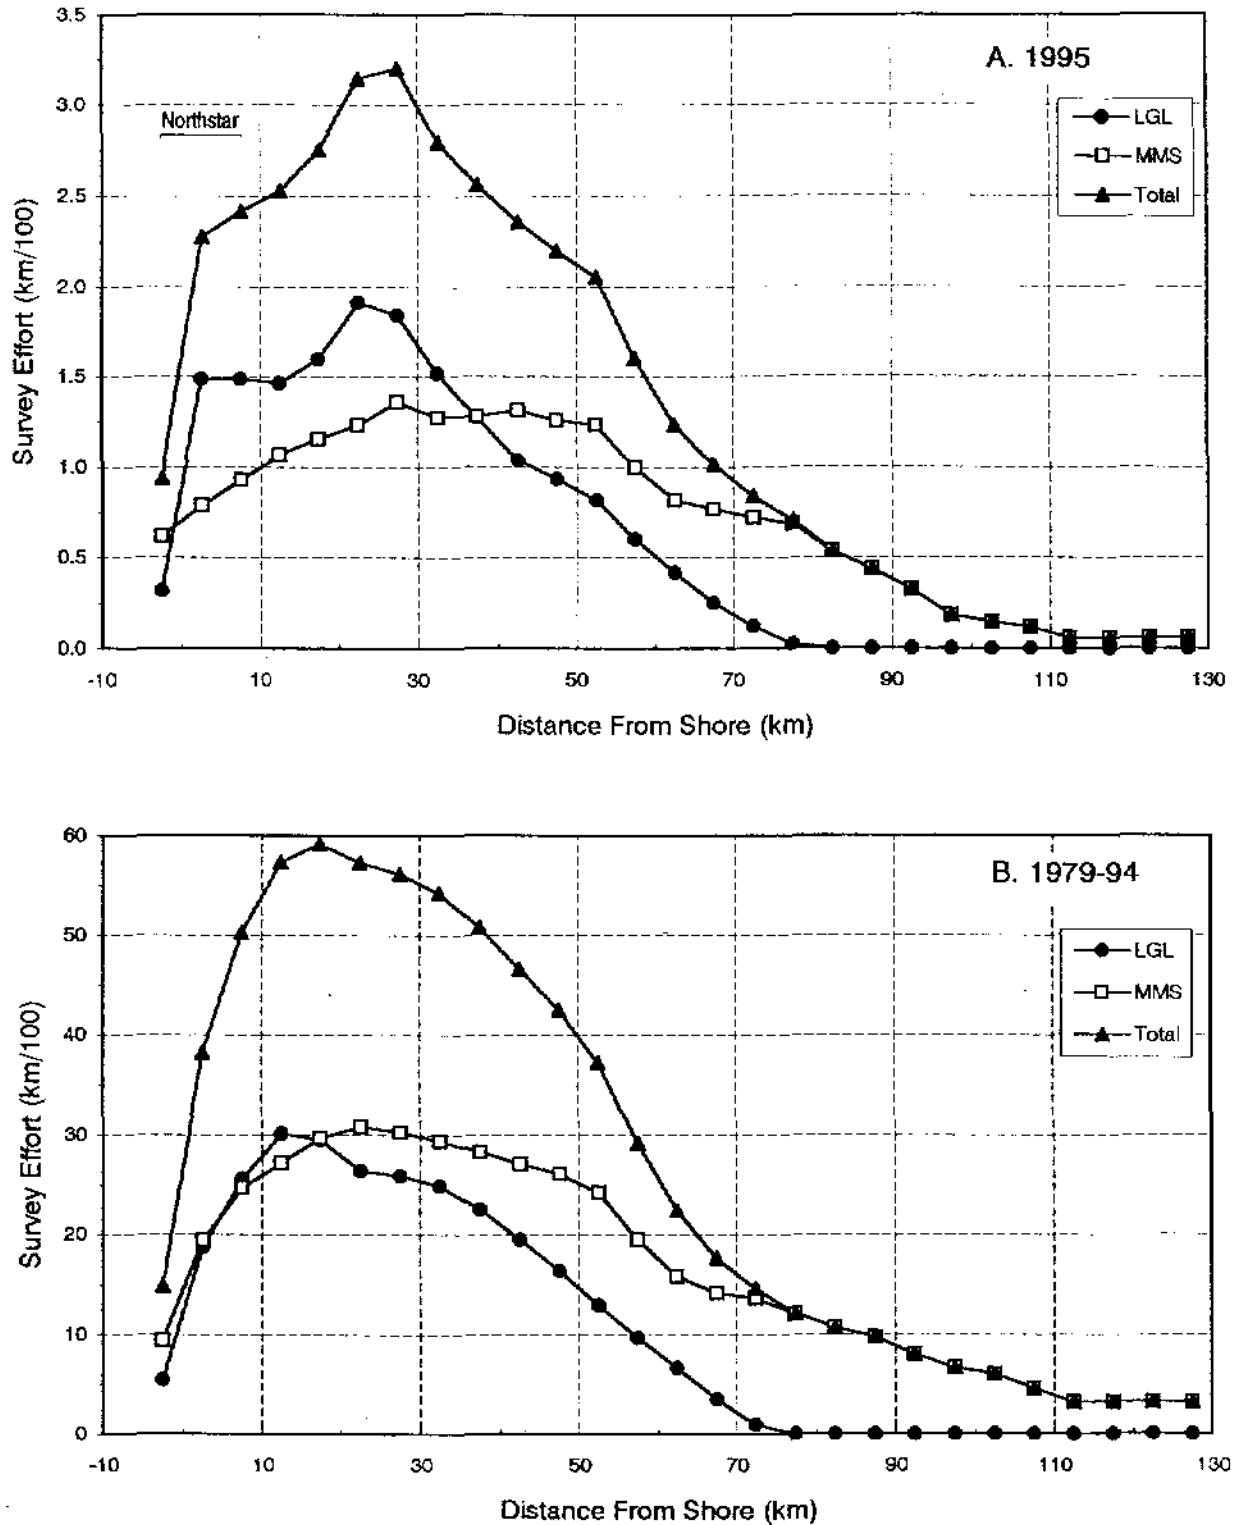 A. 1995
Northstar
LGL
MMS
Total
Survey Effort (km/100)
3.5
3.0
2.5
2.0
1.5
1.0
0.5
0.0
-10 10 30 50 70 90 110 130
Distance From Shore (km)
B. 1979-94
LGL
MMS
Total
Survey Effort (km/100)
60
50
40
30
20
10
0
-10 10 30 50 70 90 110 130
Distance From Shore (km)